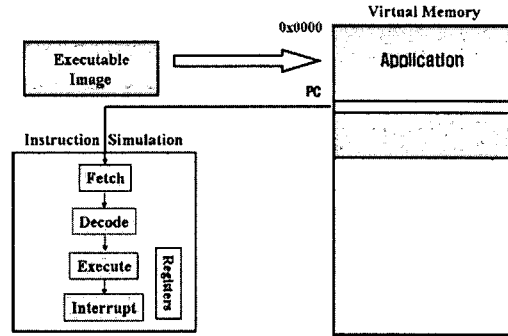 Virtual Memory
0x0000
Executable
Image
Application
PC
Instruction Simulation
Fetch
Decode
Execute
Interrupt
Registers